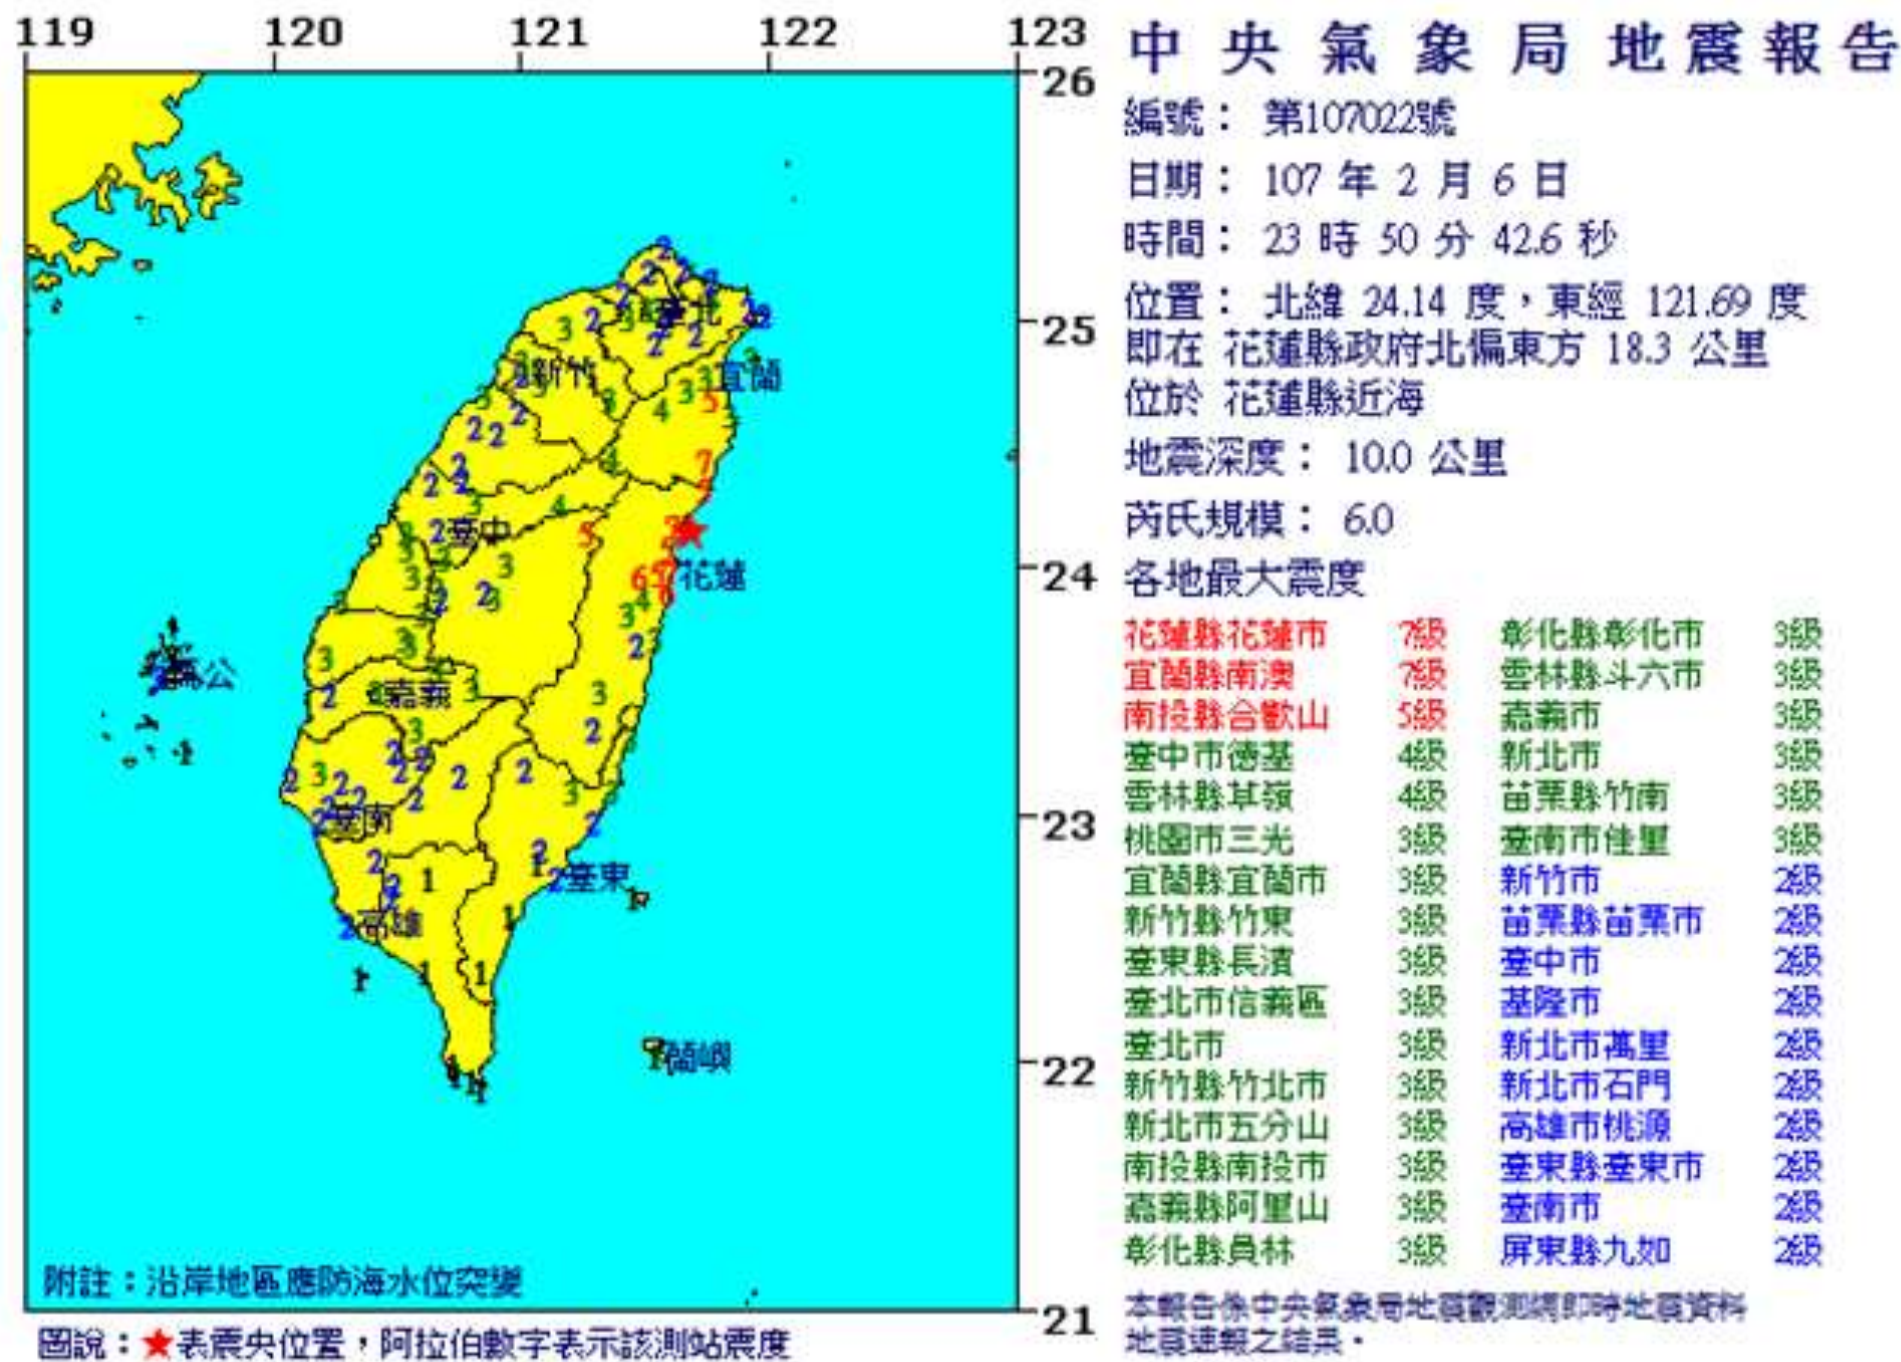 119 120 121 122 123
26
25
24
23
22
21
臺北
新竹
宜蘭
臺中
花蓮
馬公
嘉義
臺南
臺東
高雄
蘭嶼
附註：沿岸地區應防海水位突變
圖說：★表震央位置，阿拉伯數字表示該測站震度
中央氣象局地震報告
編號： 第107022號
日期： 107 年 2 月 6 日
時間： 23 時 50 分 42.6 秒
位置： 北緯 24.14 度，東經 121.69 度
即在 花蓮縣政府北偏東方 18.3 公里
位於 花蓮縣近海
地震深度： 10.0 公里
芮氏規模： 6.0
各地最大震度
花蓮縣花蓮市 7級 彰化縣彰化市 3級
宜蘭縣南澳 7級 雲林縣斗六市 3級
南投縣合歡山 5級 嘉義市 3級
臺中市德基 4級 新北市 3級
雲林縣草嶺 4級 苗栗縣竹南 3級
桃園市三光 3級 臺南市佳里 3級
宜蘭縣宜蘭市 3級 新竹市 2級
新竹縣竹東 3級 苗栗縣苗栗市 2級
臺東縣長濱 3級 臺中市 2級
臺北市信義區 3級 基隆市 2級
臺北市 3級 新北市萬里 2級
新竹縣竹北市 3級 新北市石門 2級
新北市五分山 3級 高雄市桃源 2級
南投縣南投市 3級 臺東縣臺東市 2級
嘉義縣阿里山 3級 臺南市 2級
彰化縣員林 3級 屏東縣九如 2級
本報告係中央氣象局地震觀測網即時地震資料
地震速報之結果。